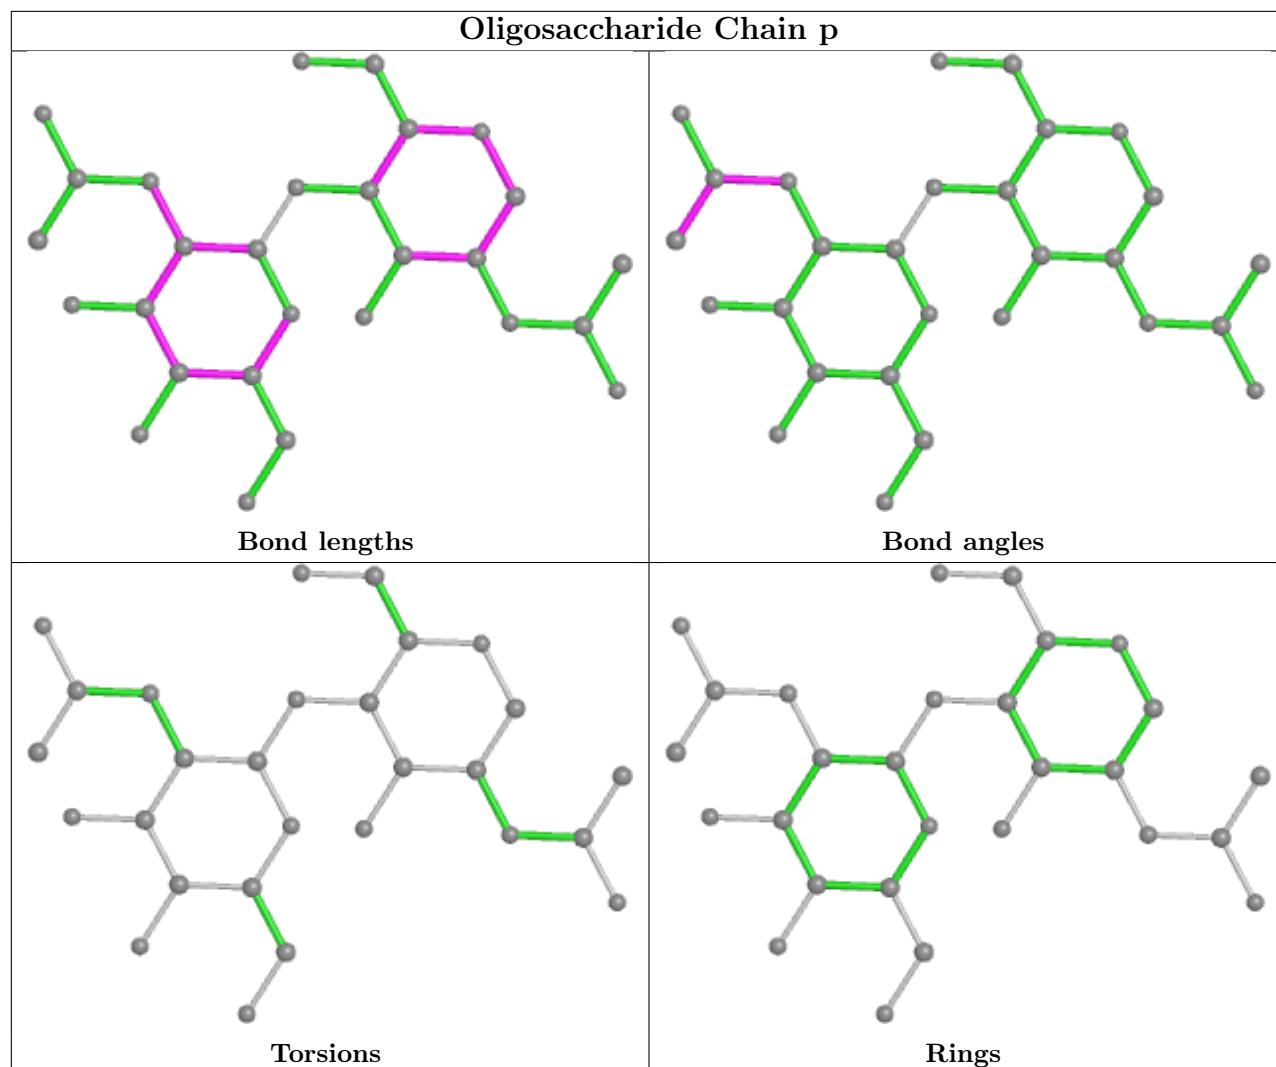 Oligosaccharide Chain p
Bond lengths
Bond angles
Torsions
Rings